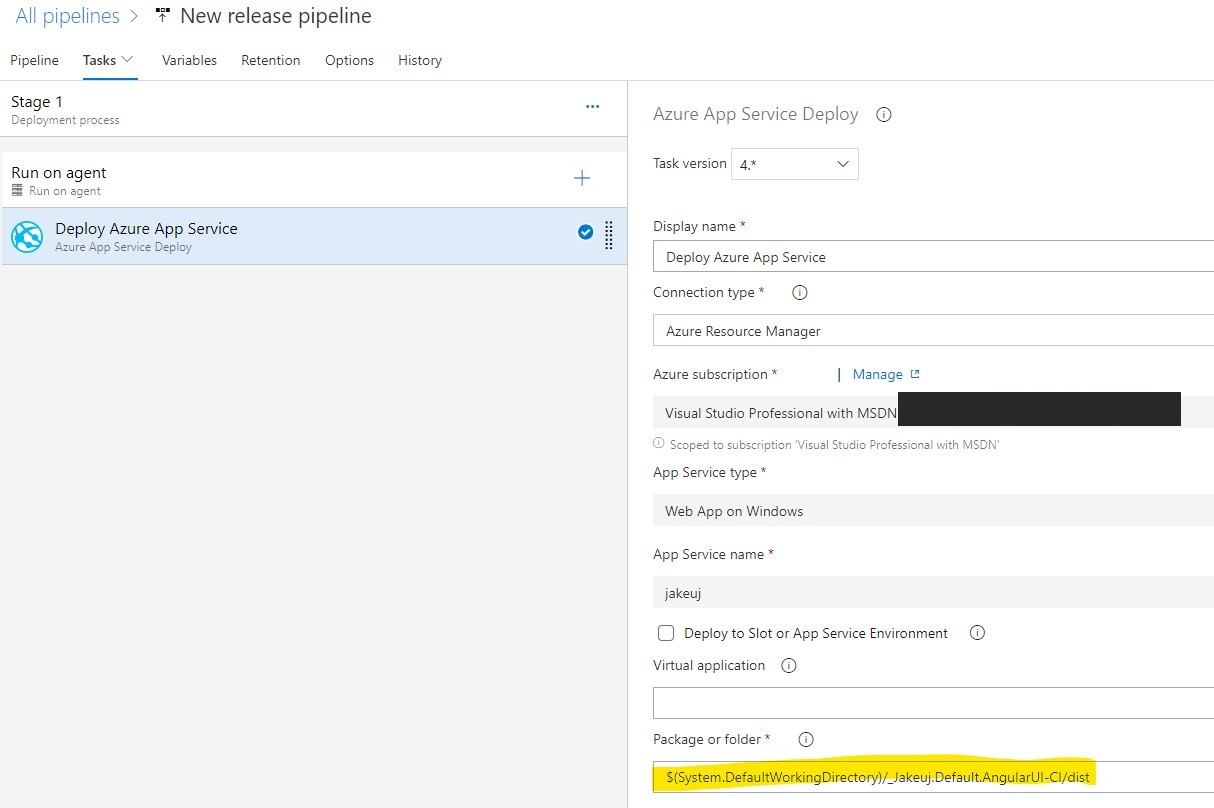 All pipelines > New release pipeline
Pipeline Tasks Variables Retention Options History
Stage 1
Deployment process
Run on agent
Run on agent
Deploy Azure App Service
Azure App Service Deploy
Azure App Service Deploy
Task version 4.*
Display name *
Deploy Azure App Service
Connection type *
Azure Resource Manager
Azure subscription * | Manage
Visual Studio Professional with MSDN
Scoped to subscription 'Visual Studio Professional with MSDN'
App Service type *
Web App on Windows
App Service name *
jakeuj
Deploy to Slot or App Service Environment
Virtual application
Package or folder *
$(System.DefaultWorkingDirectory)/_Jakeuj.Default.AngularUI-CI/dist